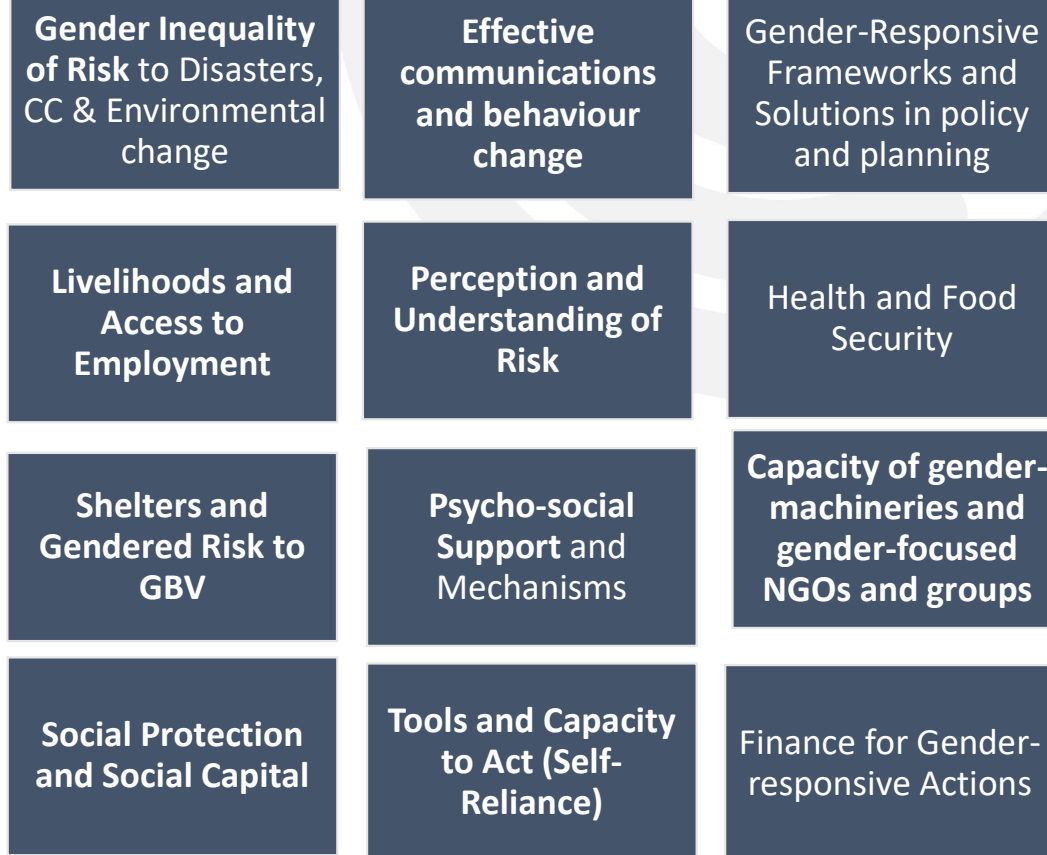 Gender Inequality
of Risk to Disasters,
CC & Environmental
change
Effective
communications
and behaviour
change
Gender-Responsive
Frameworks and
Solutions in policy
and planning
Livelihoods and
Access to
Employment
Perception and
Understanding of
Risk
Health and Food
Security
Shelters and
Gendered Risk to
GBV
Psycho-social
Support and
Mechanisms
Capacity of gender-
machineries and
gender-focused
NGOs and groups
Social Protection
and Social Capital
Tools and Capacity
to Act (Self-
Reliance)
Finance for Gender-
responsive Actions